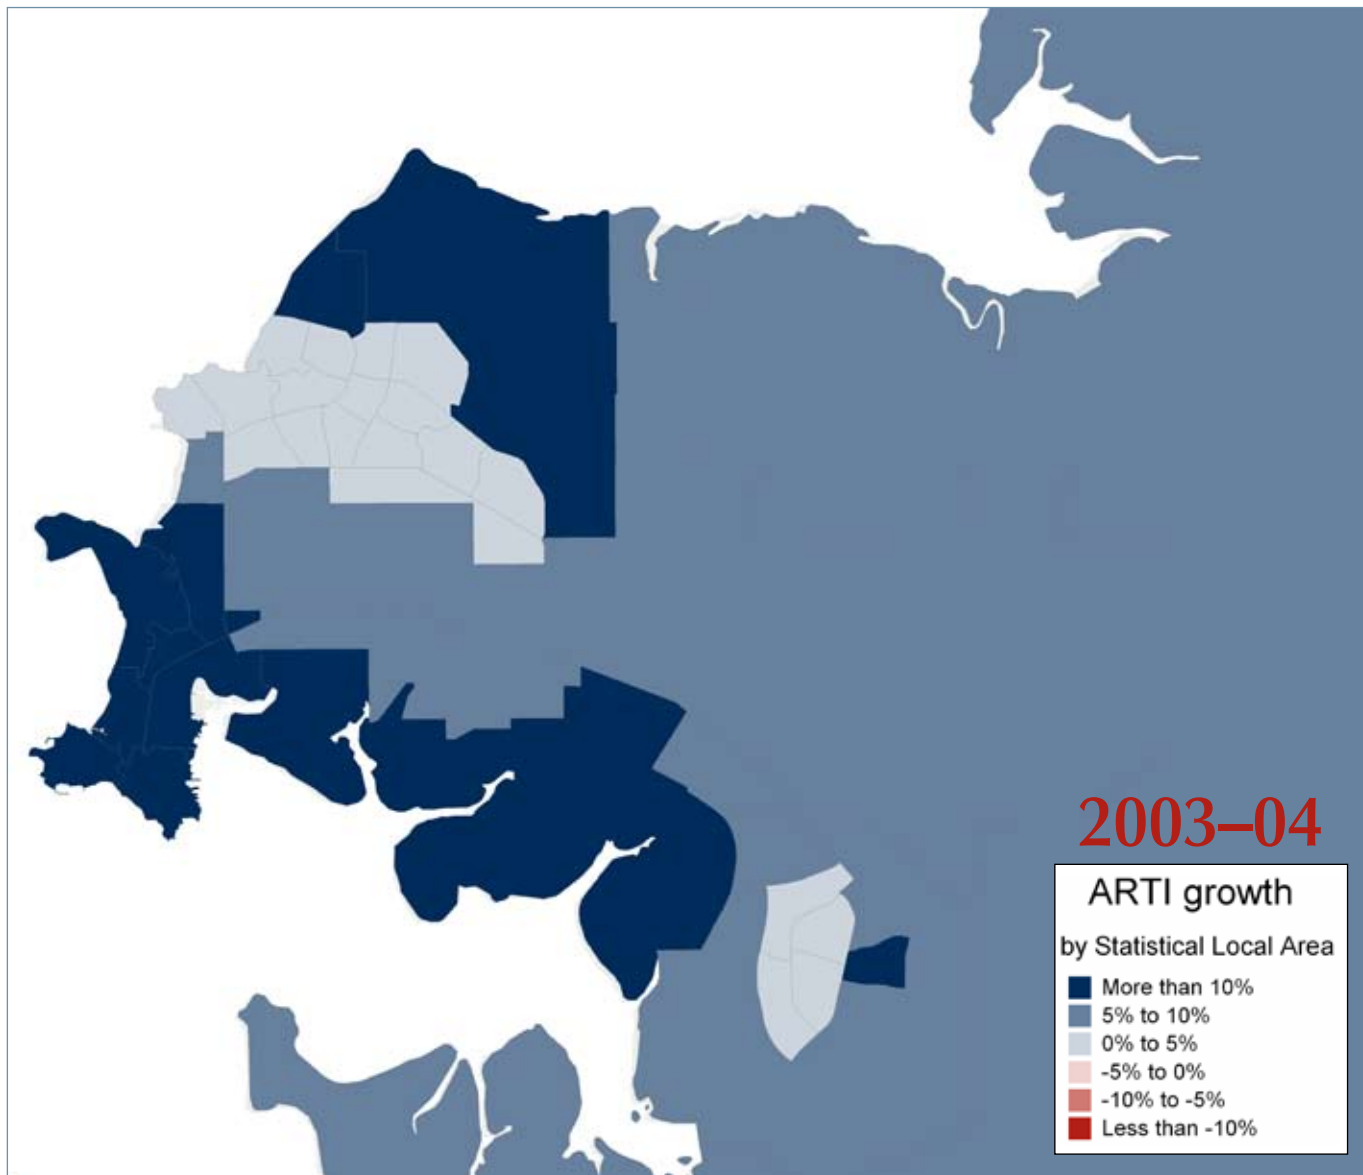 2003–04
ARTI growth
by Statistical Local Area
More than 10%
5% to 10%
0% to 5%
-5% to 0%
-10% to -5%
Less than -10%